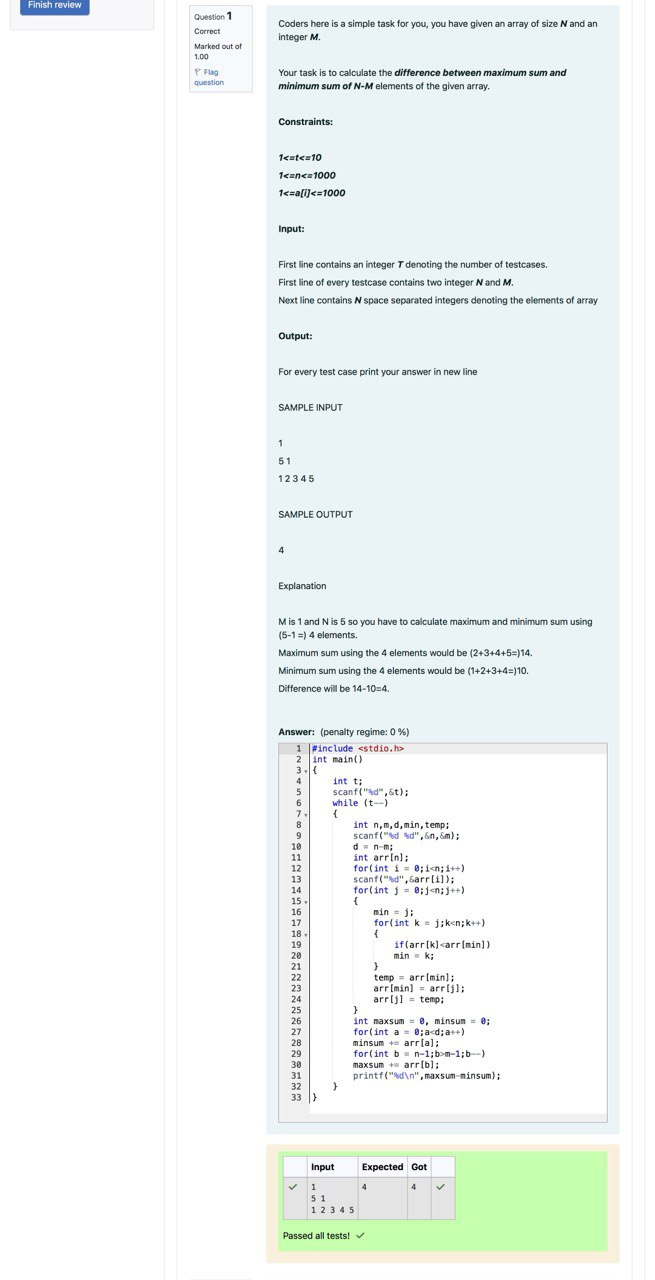 Finish review
Question 1
Correct
Marked out of
1.00
Flag
question
Coders here is a simple task for you, you have given an array of size N and an
integer M.
Your task is to calculate the difference between maximum sum and
minimum sum of N-M elements of the given array.
Constraints:
1<=t<=10
1<=n<=1000
1<=a[i]<=1000
Input:
First line contains an integer T denoting the number of testcases.
First line of every testcase contains two integer N and M.
Next line contains N space separated integers denoting the elements of array
Output:
For every test case print your answer in new line
SAMPLE INPUT
1
5 1
1 2 3 4 5
SAMPLE OUTPUT
4
Explanation
M is 1 and N is 5 so you have to calculate maximum and minimum sum using
(5-1 =) 4 elements.
Maximum sum using the 4 elements would be (2+3+4+5=)14.
Minimum sum using the 4 elements would be (1+2+3+4=)10.
Difference will be 14-10=4.
Answer: (penalty regime: 0 %)
1 #include <stdio.h>
2 int main()
3 {
4 int t;
5 scanf("%d",&t);
6 while (t--)
7 {
8 int n,m,d,min,temp;
9 scanf("%d %d",&n,&m);
10 d = n-m;
11 int arr[n];
12 for(int i = 0;i<n;i++)
13 scanf("%d",&arr[i]);
14 for(int j = 0;j<n;j++)
15 {
16 min = j;
17 for(int k = j;k<n;k++)
18 {
19 if(arr[k]<arr[min])
20 min = k;
21 }
22 temp = arr[min];
23 arr[min] = arr[j];
24 arr[j] = temp;
25 }
26 int maxsum = 0, minsum = 0;
27 for(int a = 0;a<d;a++)
28 minsum += arr[a];
29 for(int b = n-1;b>m-1;b--)
30 maxsum += arr[b];
31 printf("%d\n",maxsum-minsum);
32 }
33 }
Input Expected Got
1 4 4
5 1
1 2 3 4 5
Passed all tests!